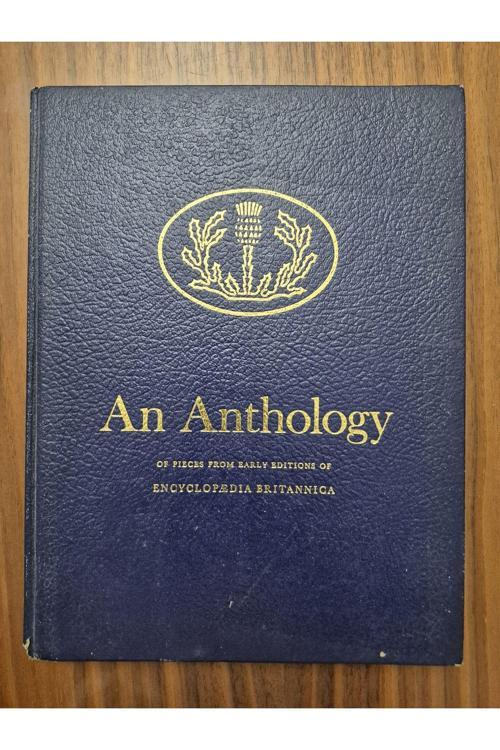 An Anthology
OF PIECES FROM EARLY EDITIONS OF
ENCYCLOPÆDIA BRITANNICA